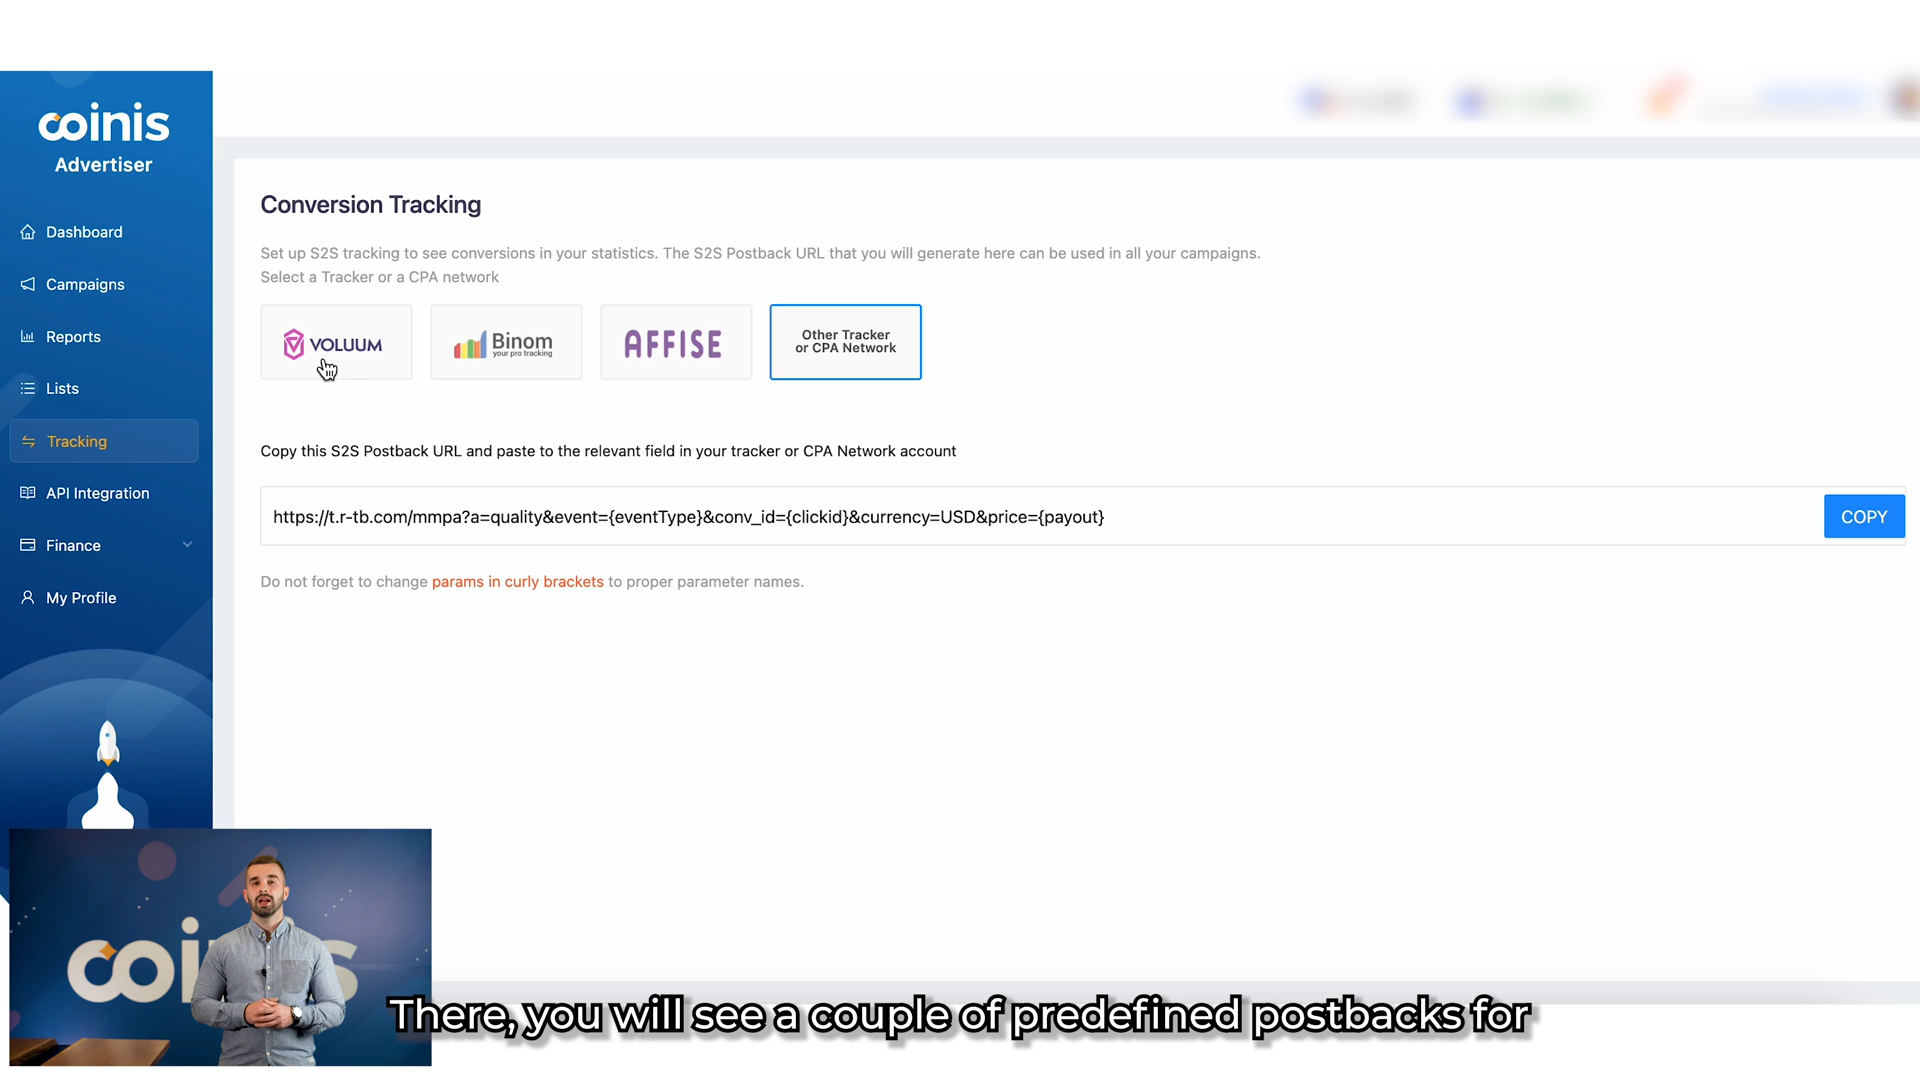 coinis
Advertiser
Dashboard
Campaigns
Reports
Lists
Tracking
API Integration
Finance
My Profile
Conversion Tracking
Set up S2S tracking to see conversions in your statistics. The S2S Postback URL that you will generate here can be used in all your campaigns.
Select a Tracker or a CPA network
VOLUUM
Binom
your pro tracking
AFFISE
Other Tracker
or CPA Network
Copy this S2S Postback URL and paste to the relevant field in your tracker or CPA Network account
https://t.r-tb.com/mmpa?a=quality&event={eventType}&conv_id={clickid}&currency=USD&price={payout}
COPY
Do not forget to change params in curly brackets to proper parameter names.
There, you will see a couple of predefined postbacks for